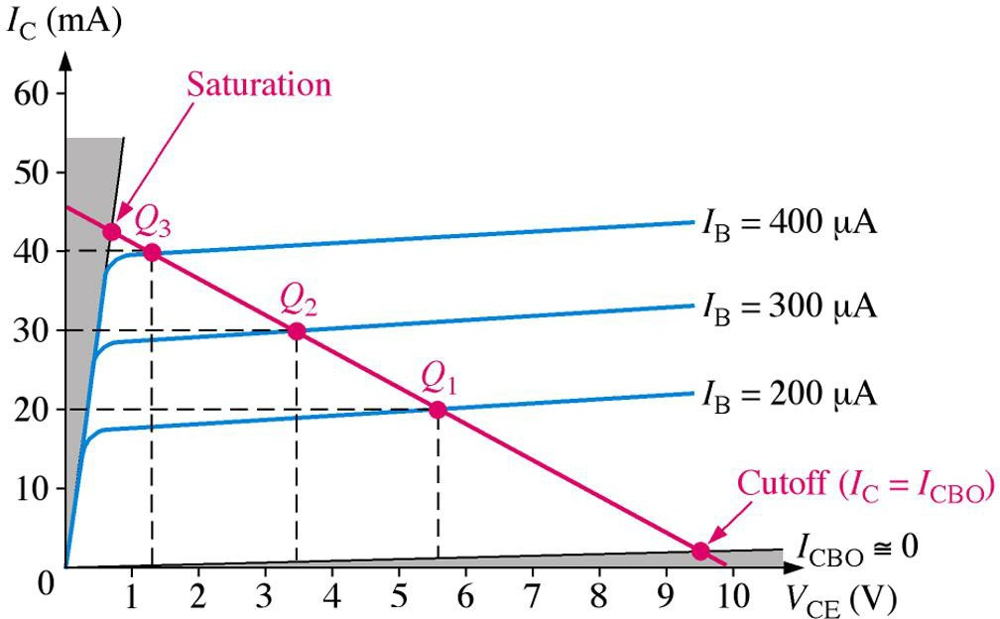 I_C (mA)
60
Saturation
50
Q_3
40
I_B = 400 μA
Q_2
30
I_B = 300 μA
Q_1
20
I_B = 200 μA
10
Cutoff (I_C = I_CBO)
I_CBO ≅ 0
0
1 2 3 4 5 6 7 8 9 10
V_CE (V)